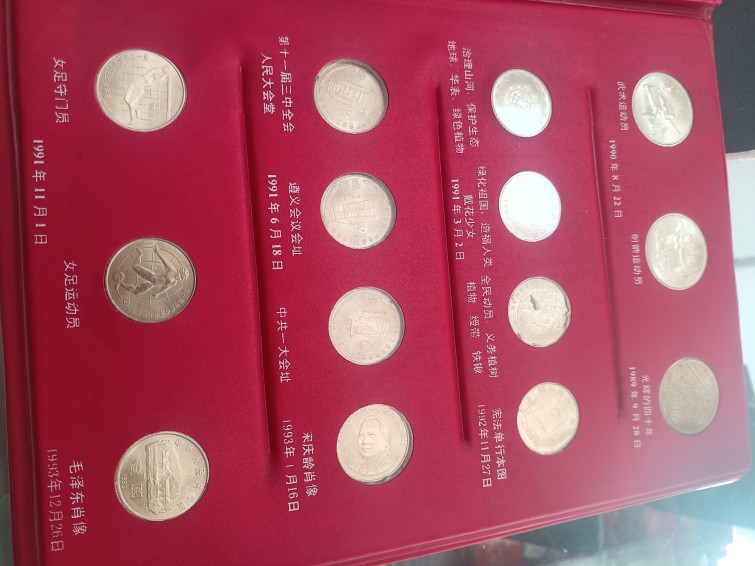 武术运动员
1990年8月22日
射箭运动员
光辉的四十年
1989年9月28日
治理山河、保护生态
地球、华表、绿色植物
绿化祖国，造福人类
戴花少女
1991年3月2日
全民动员 义务植树
植物 绶带 铁锹
宪法单行本图
1992年11月27日
第十一届三中全会
人民大会堂
遵义会议会址
1991年6月18日
中共一大会址
宋庆龄肖像
1993年1月16日
女足守门员
1991年11月1日
女足运动员
毛泽东肖像
1993年12月26日